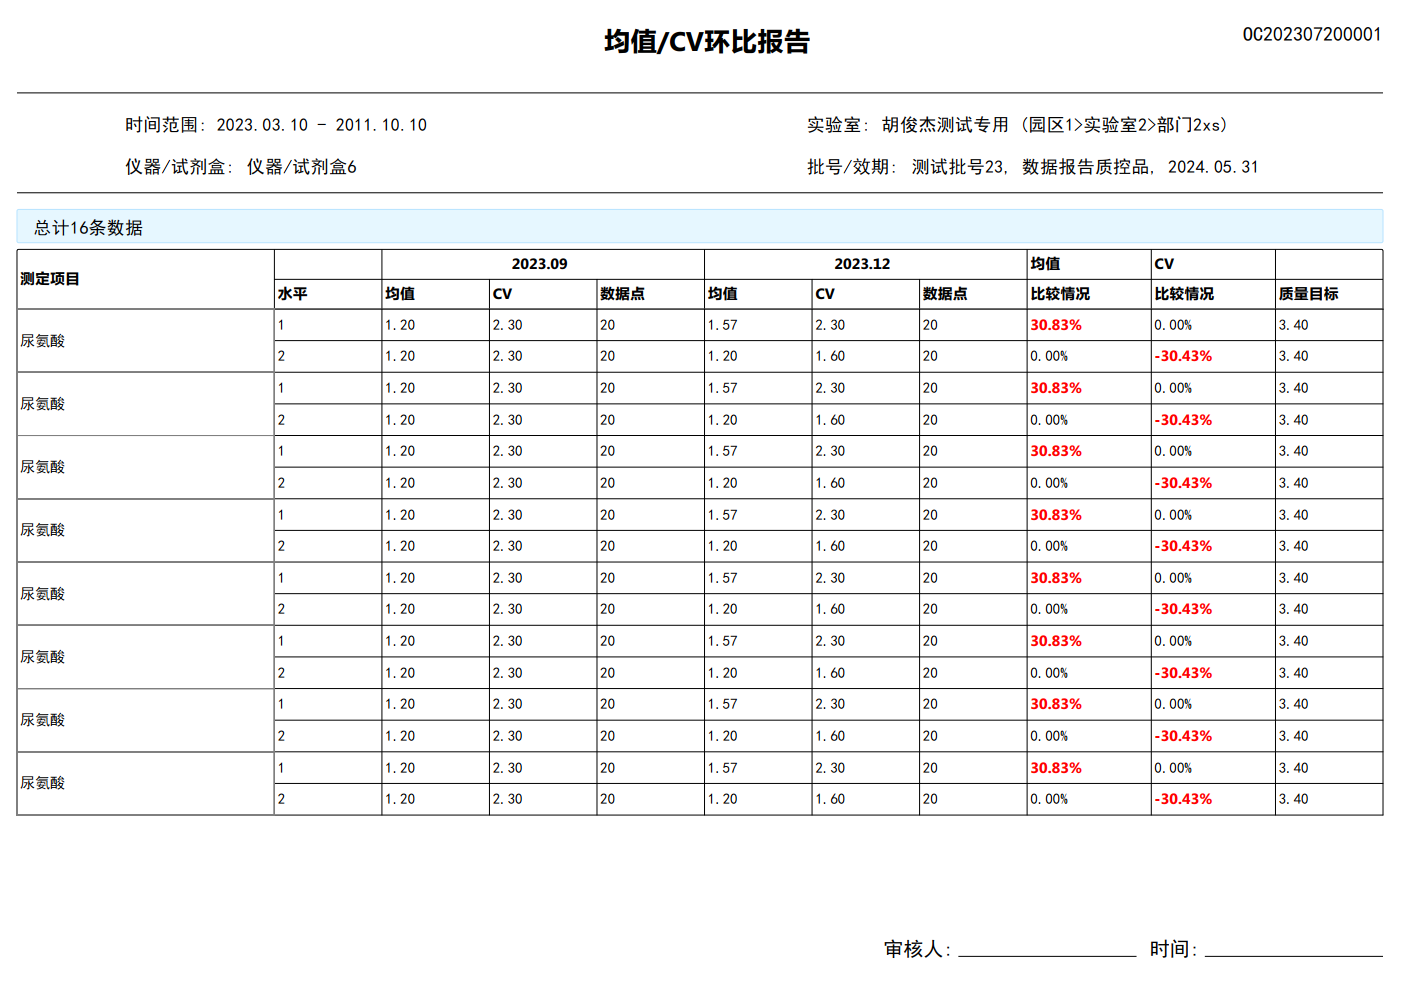 均值/CV环比报告
OC202307200001
时间范围: 2023.03.10 - 2011.10.10
实验室: 胡俊杰测试专用 (园区1>实验室2>部门2xs)
仪器/试剂盒: 仪器/试剂盒6
批号/效期: 测试批号23, 数据报告质控品, 2024.05.31
总计16条数据
测定项目 2023.09 2023.12 均值 CV
水平 均值 CV 数据点 均值 CV 数据点 比较情况 比较情况 质量目标
尿氨酸 1 1.20 2.30 20 1.57 2.30 20 30.83% 0.00% 3.40
2 1.20 2.30 20 1.20 1.60 20 0.00% -30.43% 3.40
尿氨酸 1 1.20 2.30 20 1.57 2.30 20 30.83% 0.00% 3.40
2 1.20 2.30 20 1.20 1.60 20 0.00% -30.43% 3.40
尿氨酸 1 1.20 2.30 20 1.57 2.30 20 30.83% 0.00% 3.40
2 1.20 2.30 20 1.20 1.60 20 0.00% -30.43% 3.40
尿氨酸 1 1.20 2.30 20 1.57 2.30 20 30.83% 0.00% 3.40
2 1.20 2.30 20 1.20 1.60 20 0.00% -30.43% 3.40
尿氨酸 1 1.20 2.30 20 1.57 2.30 20 30.83% 0.00% 3.40
2 1.20 2.30 20 1.20 1.60 20 0.00% -30.43% 3.40
尿氨酸 1 1.20 2.30 20 1.57 2.30 20 30.83% 0.00% 3.40
2 1.20 2.30 20 1.20 1.60 20 0.00% -30.43% 3.40
尿氨酸 1 1.20 2.30 20 1.57 2.30 20 30.83% 0.00% 3.40
2 1.20 2.30 20 1.20 1.60 20 0.00% -30.43% 3.40
尿氨酸 1 1.20 2.30 20 1.57 2.30 20 30.83% 0.00% 3.40
2 1.20 2.30 20 1.20 1.60 20 0.00% -30.43% 3.40
审核人: 时间: